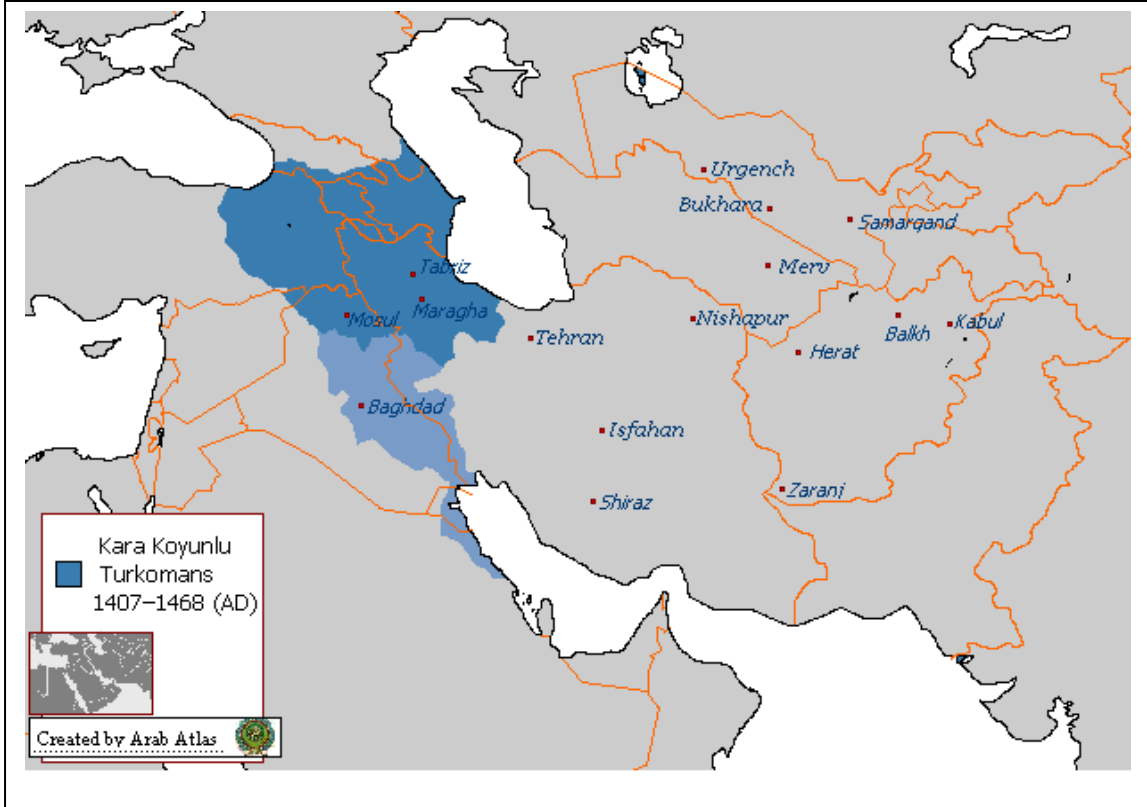 Urgench
Bukhara
Samarqand
Merv
Tabriz
Maragha
Mosul
Nishapur
Balkh
Kabul
Tehran
Herat
Baghdad
Isfahan
Zaranj
Shiraz
Kara Koyunlu
Turkomans
1407–1468 (AD)
Created by Arab Atlas